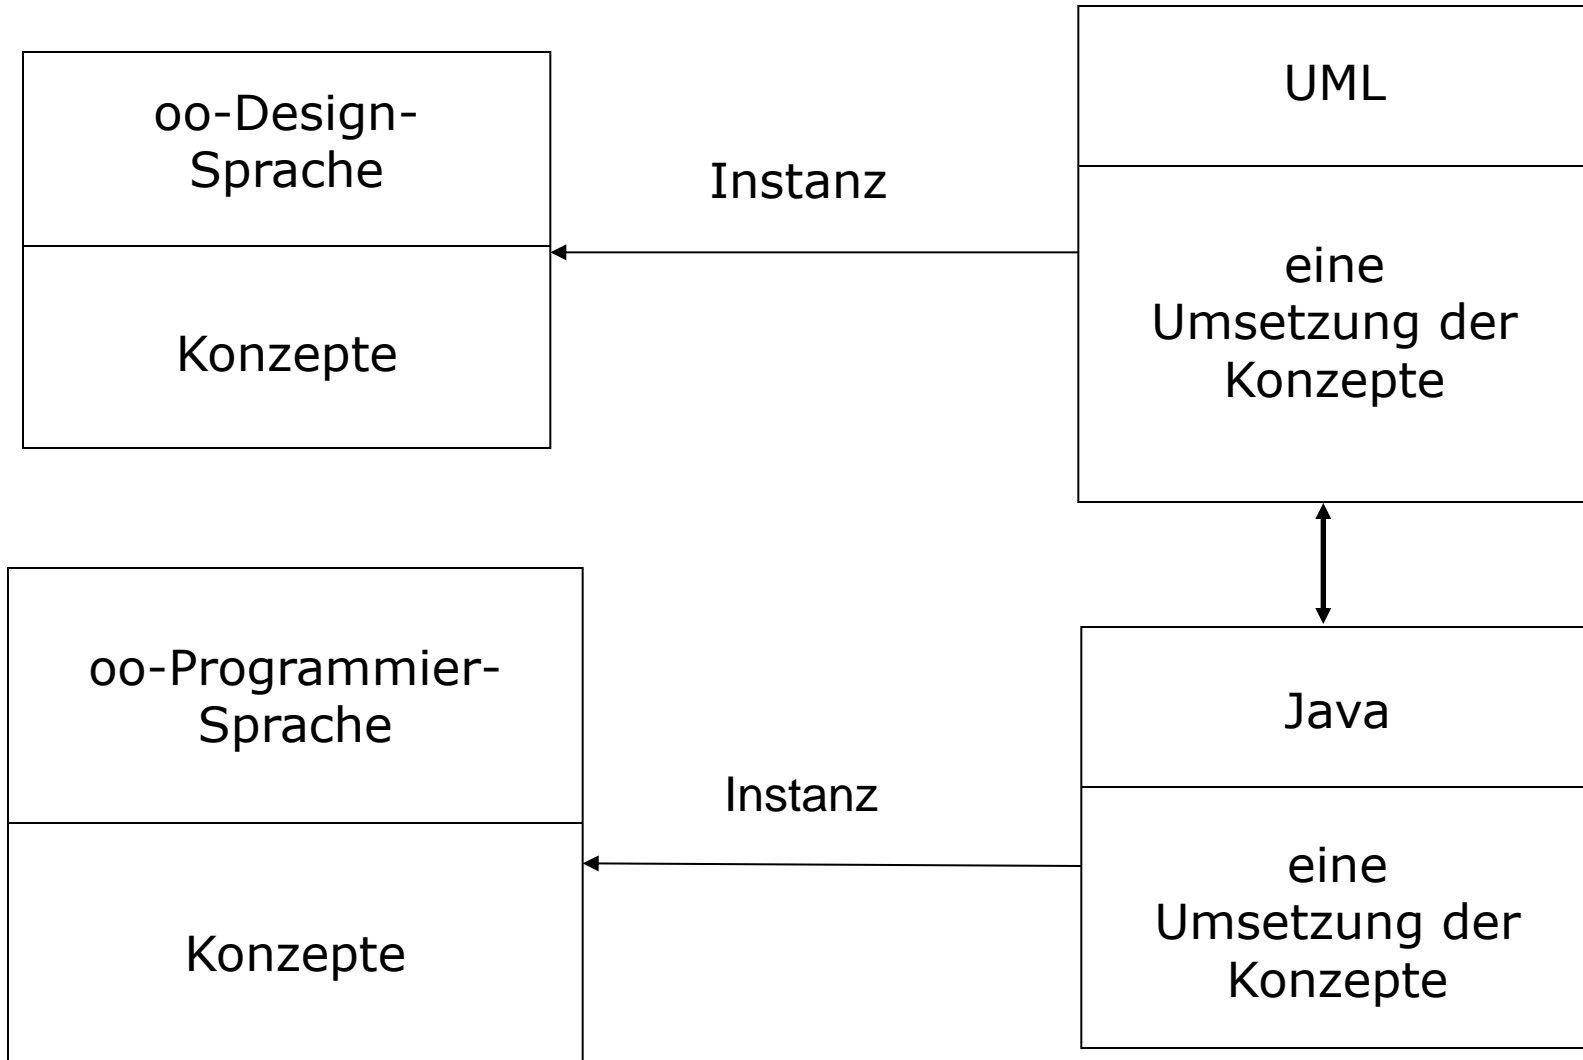 oo-Design-
Sprache
Konzepte
Instanz
UML
eine
Umsetzung der
Konzepte
oo-Programmier-
Sprache
Konzepte
Instanz
Java
eine
Umsetzung der
Konzepte